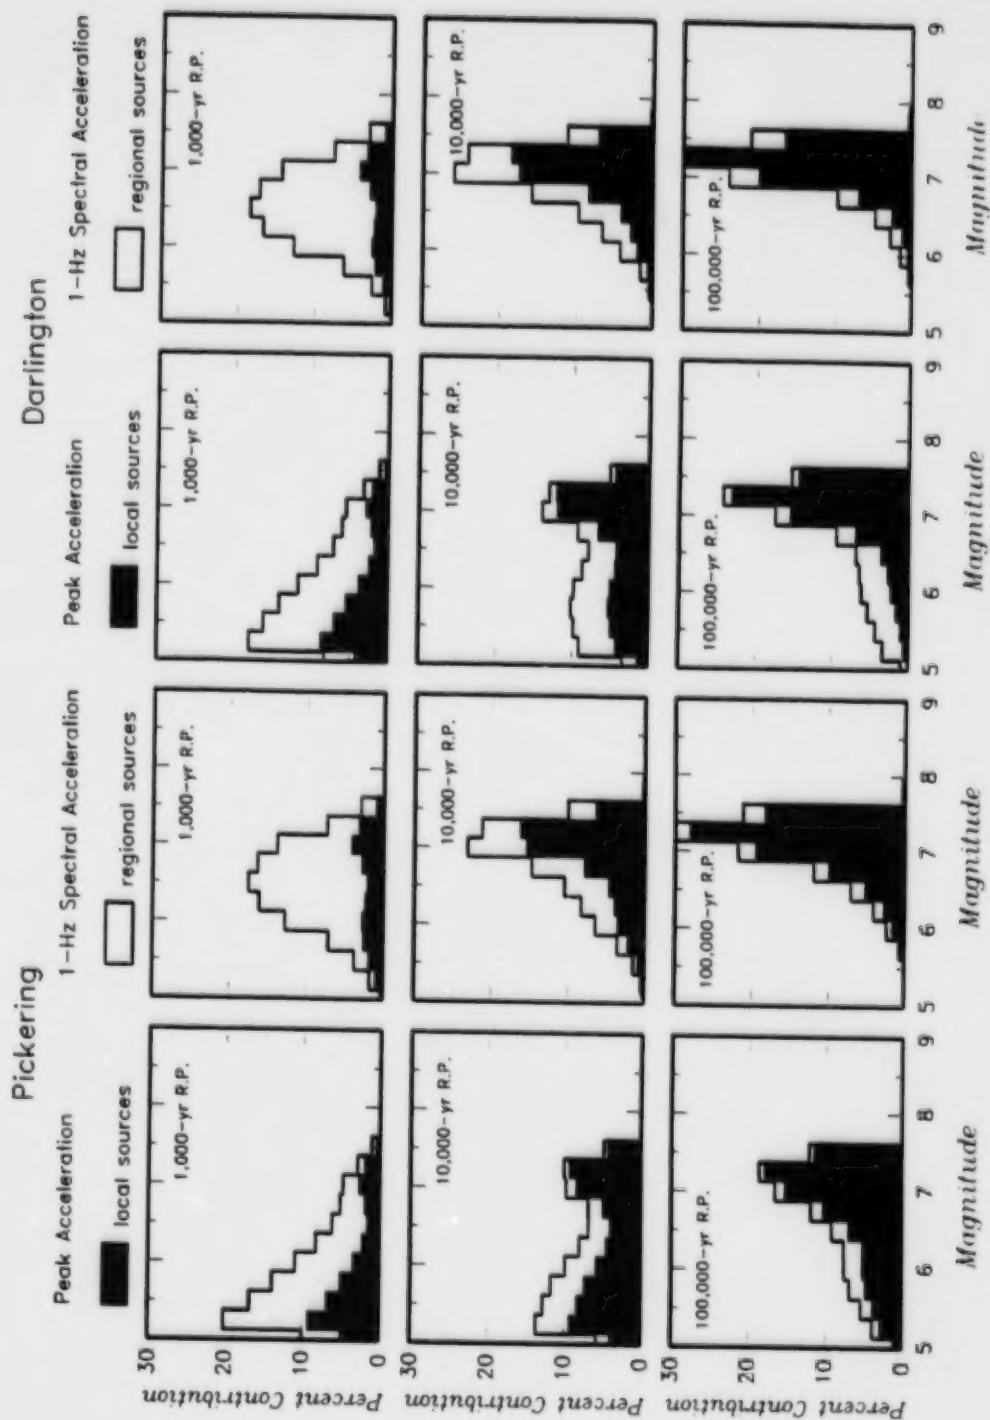 Pickering
Darlington
Peak Acceleration
1-Hz Spectral Acceleration
Peak Acceleration
1-Hz Spectral Acceleration
local sources
regional sources
local sources
regional sources
30
20
10
0
Percent Contribution
1,000-yr R.P.
1,000-yr R.P.
1,000-yr R.P.
1,000-yr R.P.
30
20
10
0
Percent Contribution
10,000-yr R.P.
10,000-yr R.P.
10,000-yr R.P.
10,000-yr R.P.
30
20
10
0
Percent Contribution
100,000-yr R.P.
100,000-yr R.P.
100,000-yr R.P.
100,000-yr R.P.
5 6 7 8 9
5 6 7 8 9
5 6 7 8 9
5 6 7 8 9
Magnitude
Magnitude
Magnitude
Magnitude